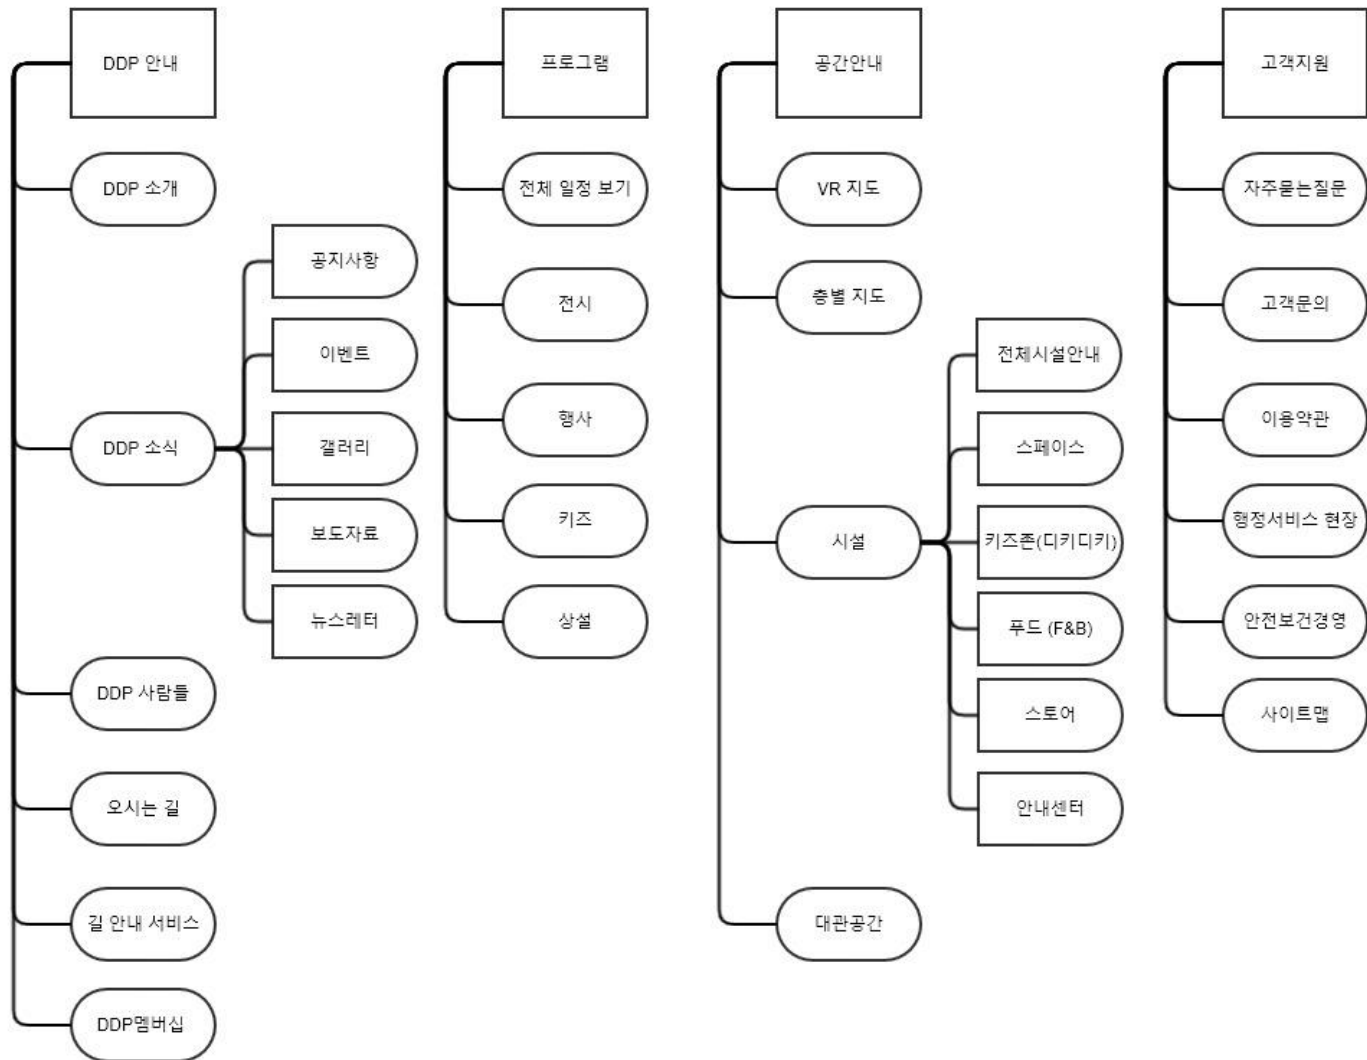 DDP 안내
DDP 소개
DDP 소식
공지사항
이벤트
갤러리
보도자료
뉴스레터
DDP 사람들
오시는 길
길 안내 서비스
DDP멤버십
프로그램
전체 일정 보기
전시
행사
키즈
상설
공간안내
VR 지도
층별 지도
시설
전체시설안내
스페이스
키즈존(디키디키)
푸드 (F&B)
스토어
안내센터
대관공간
고객지원
자주묻는질문
고객문의
이용약관
행정서비스 현장
안전보건경영
사이트맵